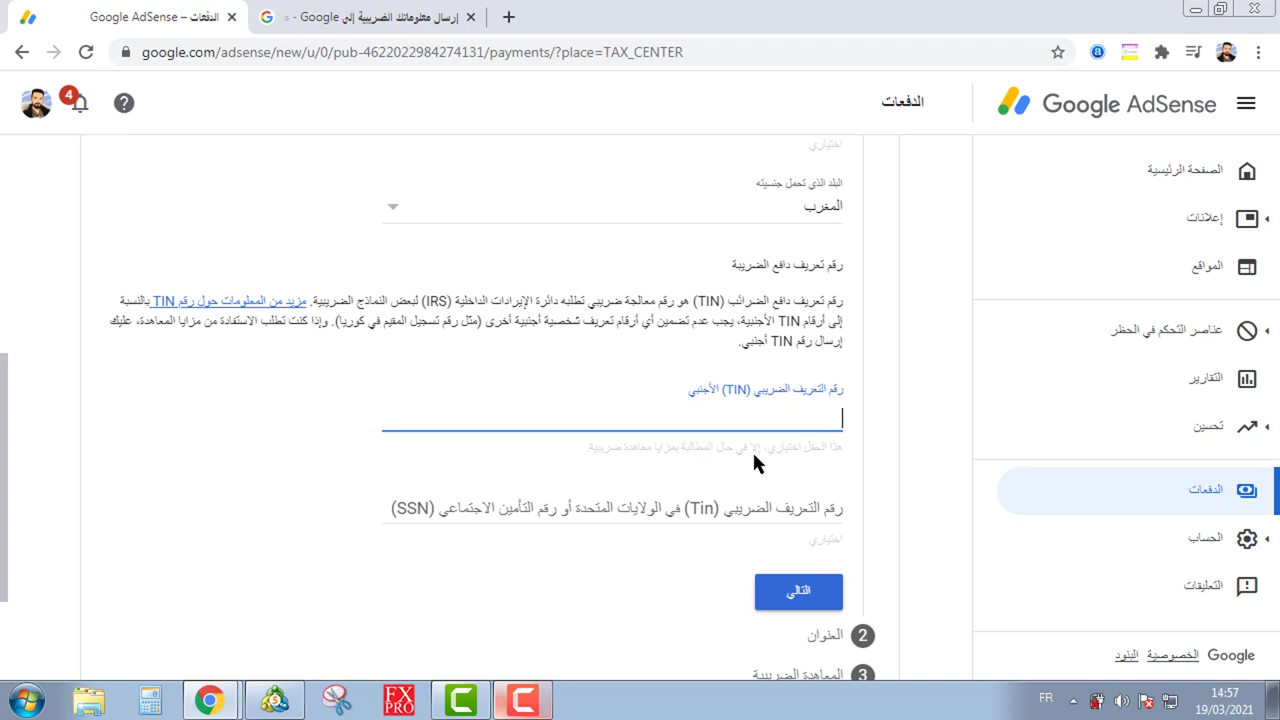 Google AdSense – الدفعات
إرسال معلوماتك الضريبية إلى Google - ه
google.com/adsense/new/u/0/pub-4622022984274131/payments/?place=TAX_CENTER
Google AdSense
الدفعات
4
الصفحة الرئيسية
إعلانات
المواقع
عناصر التحكم في الحظر
التقارير
تحسين
الدفعات
الحساب
التعليقات
Google الخصوصية البنود
اختياري
البلد الذي تحمل جنسيته
المغرب
رقم تعريف دافع الضريبة
رقم تعريف دافع الضرائب (TIN) هو رقم معالجة ضريبي تطلبه دائرة الإيرادات الداخلية (IRS) لبعض النماذج الضريبية. مزيد من المعلومات حول رقم TIN بالنسبة
إلى أرقام TIN الأجنبية، يجب عدم تضمين أي أرقام تعريف شخصية أجنبية أخرى (مثل رقم تسجيل المقيم في كوريا). وإذا كنت تطلب الاستفادة من مزايا المعاهدة، عليك
إرسال رقم TIN أجنبي.
رقم التعريف الضريبي (TIN) الأجنبي
هذا الحقل اختياري، إلا في حال المطالبة بمزايا معاهدة ضريبية.
رقم التعريف الضريبي (Tin) في الولايات المتحدة أو رقم التأمين الاجتماعي (SSN)
اختياري
التالي
2 العنوان
3 المعاهدة الضريبية
FX
PRO
FR
14:57
19/03/2021